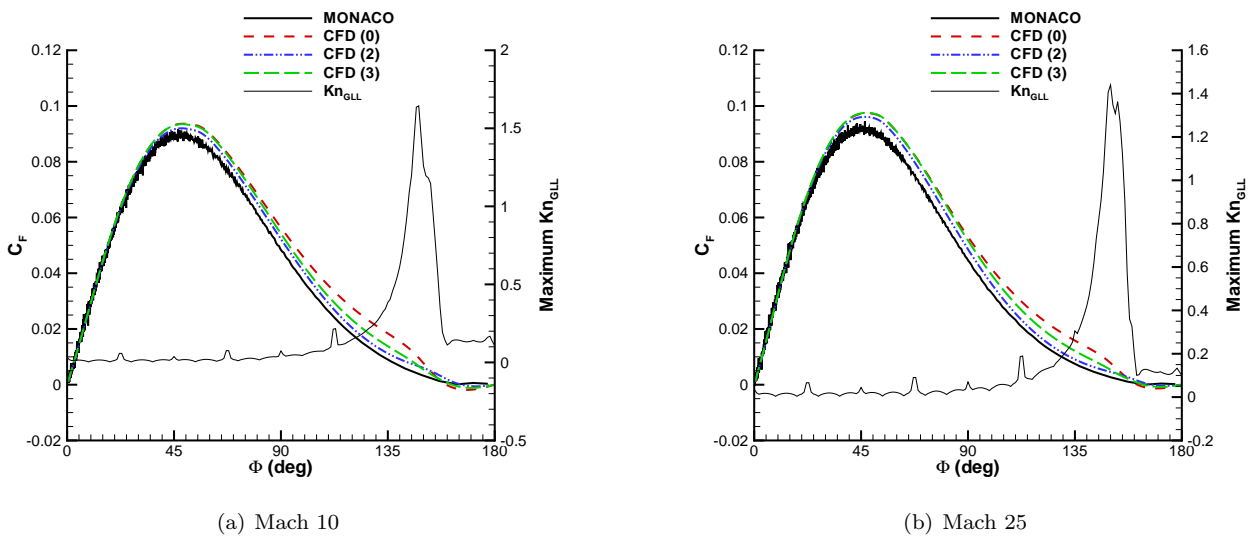 MONACO
CFD (0)
CFD (2)
CFD (3)
Kn_GLL
0.12
0.1
0.08
0.06
0.04
0.02
0
-0.02
C_F
2
1.5
1
0.5
0
-0.5
Maximum Kn_GLL
0 45 90 135 180
Φ (deg)
(a) Mach 10
MONACO
CFD (0)
CFD (2)
CFD (3)
Kn_GLL
0.12
0.1
0.08
0.06
0.04
0.02
0
-0.02
C_F
1.6
1.4
1.2
1
0.8
0.6
0.4
0.2
0
-0.2
Maximum Kn_GLL
0 45 90 135 180
Φ (deg)
(b) Mach 25